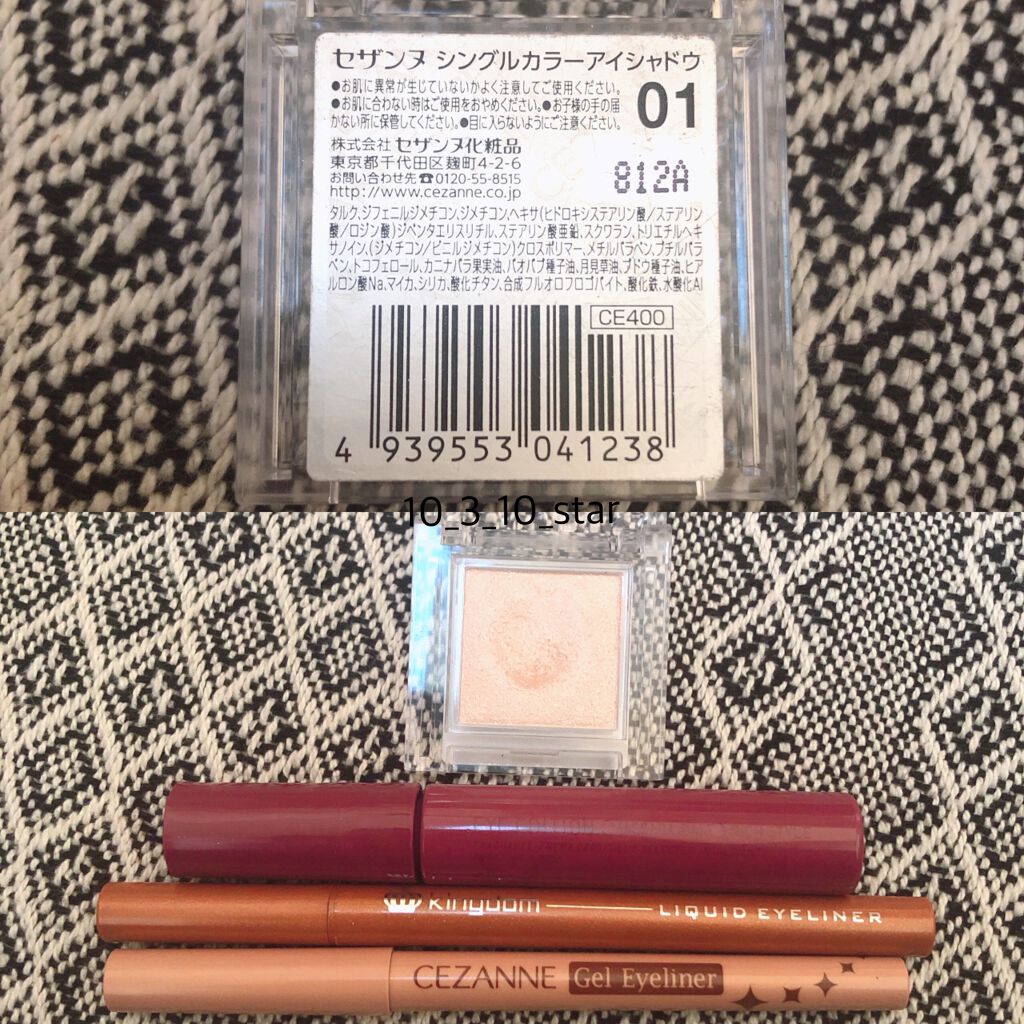 セザンヌ シングルカラーアイシャドウ
●お肌に異常が生じていないかよく注意してご使用ください。
●お肌に合わない時はご使用をおやめください。●お子様の手の届
かない所に保管してください。●目に入らないようにご注意ください。
01
株式会社 セザンヌ化粧品
東京都千代田区麹町4-2-6
お問い合わせ先☎0120-55-8515
http://www.cezanne.co.jp
812A
タルク、ジフェニルジメチコン、ジメチコン、ヘキサ(ヒドロキシステアリン酸/ステアリン
酸/ロジン酸)ジペンタエリスリチル、ステアリン酸亜鉛、スクワラン、トリエチルヘキ
サノイン、(ジメチコン/ビニルジメチコン)クロスポリマー、メチルパラベン、ブチルパラ
ベン、トコフェロール、カニナバラ果実油、バオバブ種子油、月見草油、ブドウ種子油、ヒア
ルロン酸Na、マイカ、シリカ、酸化チタン、合成フルオロフロゴパイト、酸化鉄、水酸化Al
CE400
4 939553 041238
10_3_10_star
kingdom LIQUID EYELINER
CEZANNE Gel Eyeliner